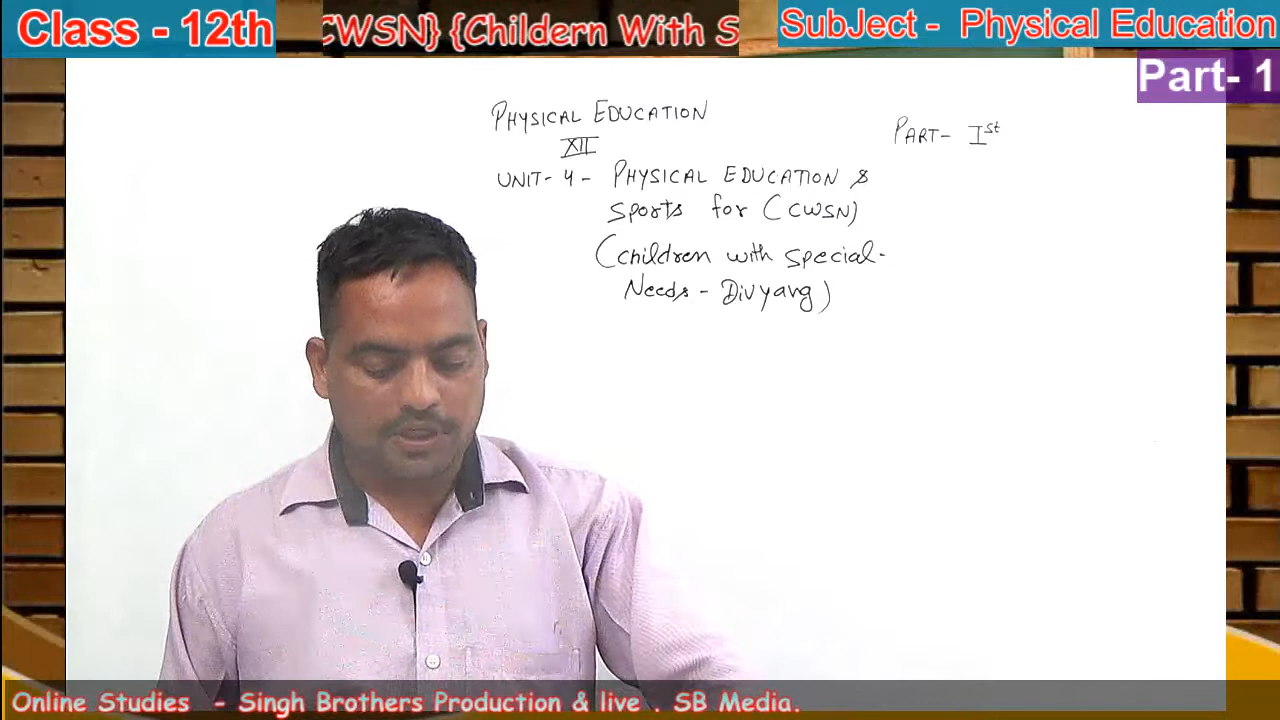 Class - 12th
CWSN} {Childern With S
SubJect - Physical Education
Part- 1
PHYSICAL EDUCATION
XII
PART- Ist
UNIT- 4 - PHYSICAL EDUCATION &
Sports for (CWSN)
(children with special-
Needs - Divyang)
Online Studies - Singh Brothers Production & live . SB Media.